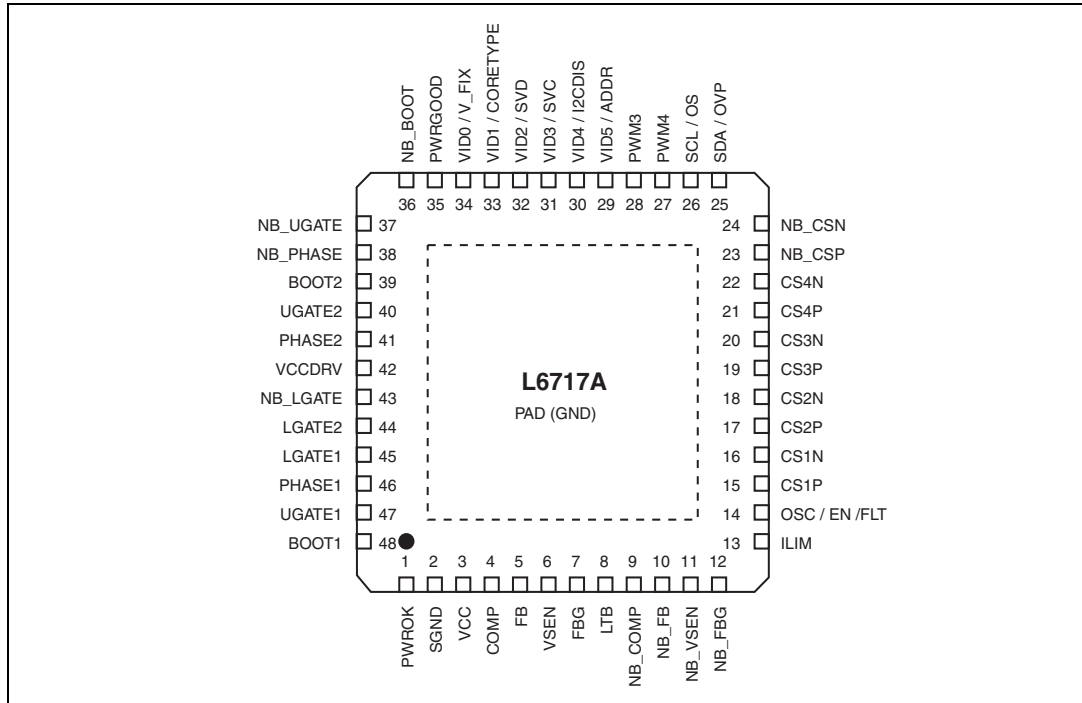 NB_BOOT
PWRGOOD
VID0 / V_FIX
VID1 / CORETYPE
VID2 / SVD
VID3 / SVC
VID4 / I2CDIS
VID5 / ADDR
PWM3
PWM4
SCL / OS
SDA / OVP
36 35 34 33 32 31 30 29 28 27 26 25
NB_UGATE 37
NB_PHASE 38
BOOT2 39
UGATE2 40
PHASE2 41
VCCDRV 42
NB_LGATE 43
LGATE2 44
LGATE1 45
PHASE1 46
UGATE1 47
BOOT1 48
L6717A
PAD (GND)
24 NB_CSN
23 NB_CSP
22 CS4N
21 CS4P
20 CS3N
19 CS3P
18 CS2N
17 CS2P
16 CS1N
15 CS1P
14 OSC / EN /FLT
13 ILIM
1 2 3 4 5 6 7 8 9 10 11 12
PWROK
SGND
VCC
COMP
FB
VSEN
FBG
LTB
NB_COMP
NB_FB
NB_VSEN
NB_FBG